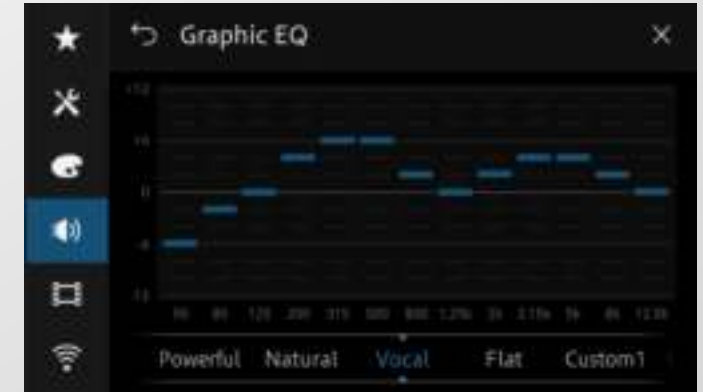 Graphic EQ
+12
+6
0
-6
-12
50 80 125 200 315 500 800 1.25k 2k 3.15k 5k 8k 12.5k
Powerful Natural Vocal Flat Custom1